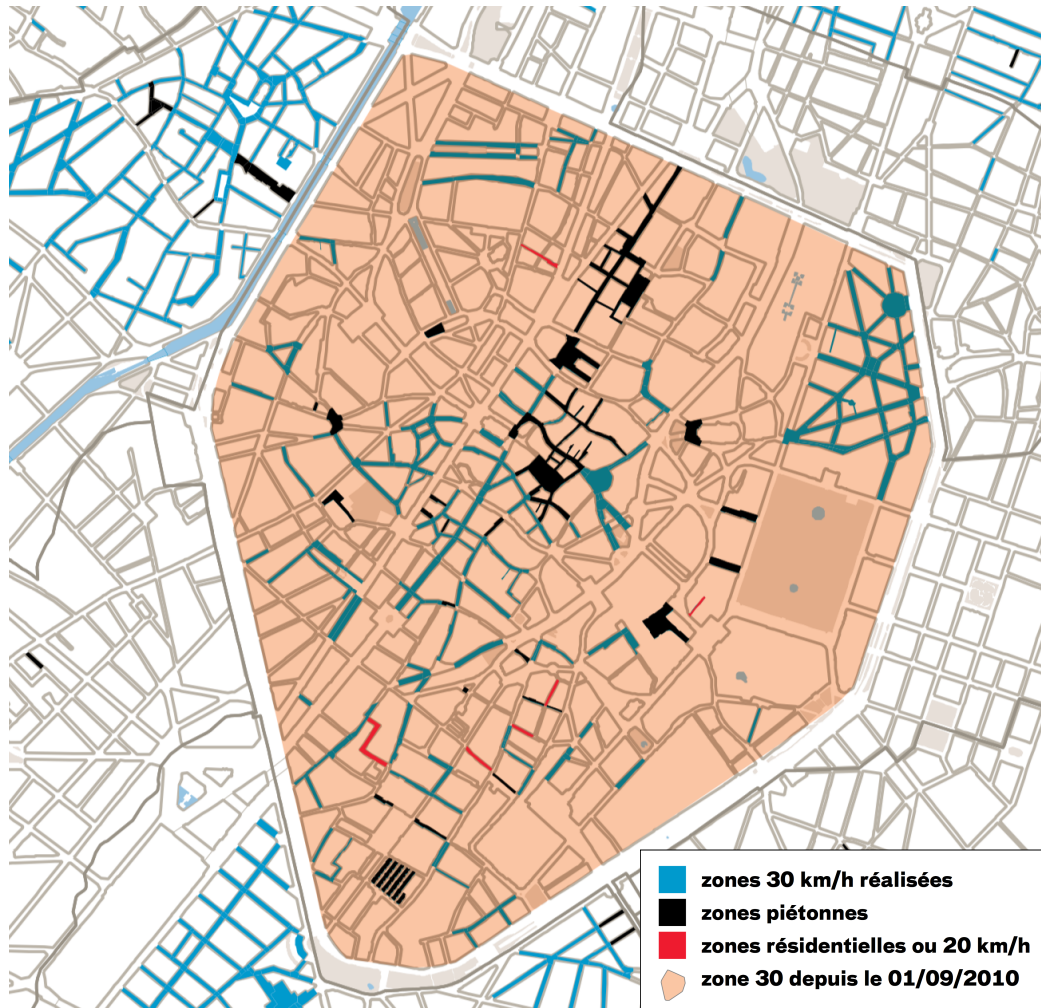 zones 30 km/h réalisées
zones piétonnes
zones résidentielles ou 20 km/h
zone 30 depuis le 01/09/2010